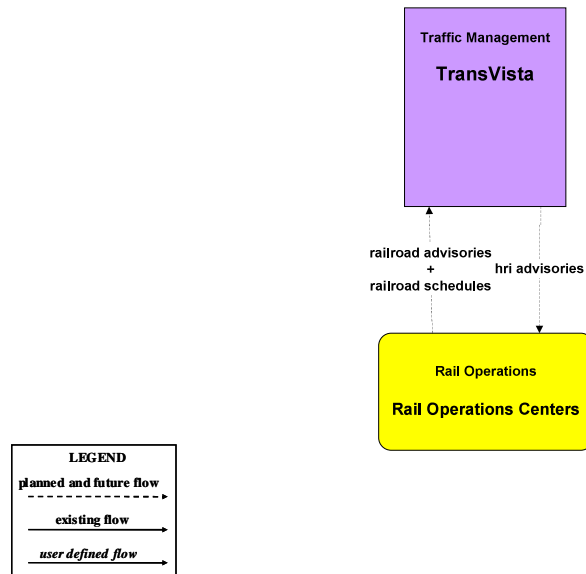 Traffic Management
TransVista
railroad advisories
+
railroad schedules
hri advisories
Rail Operations
Rail Operations Centers
LEGEND
planned and future flow
existing flow
user defined flow